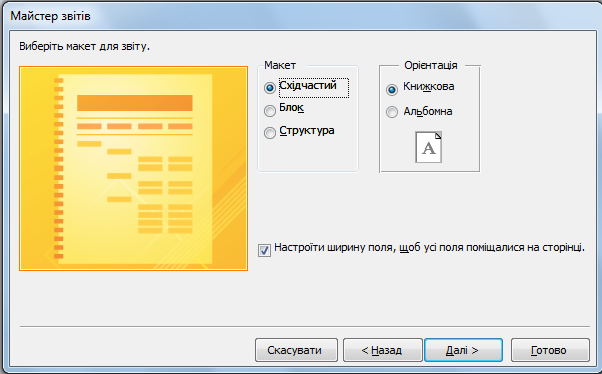 Майстер звітів
Виберіть макет для звіту.
Макет
Східчастий
Блок
Структура
Орієнтація
Книжкова
Альбомна
A
Настроїти ширину поля, щоб усі поля поміщалися на сторінці.
Скасувати
< Назад
Далі >
Готово